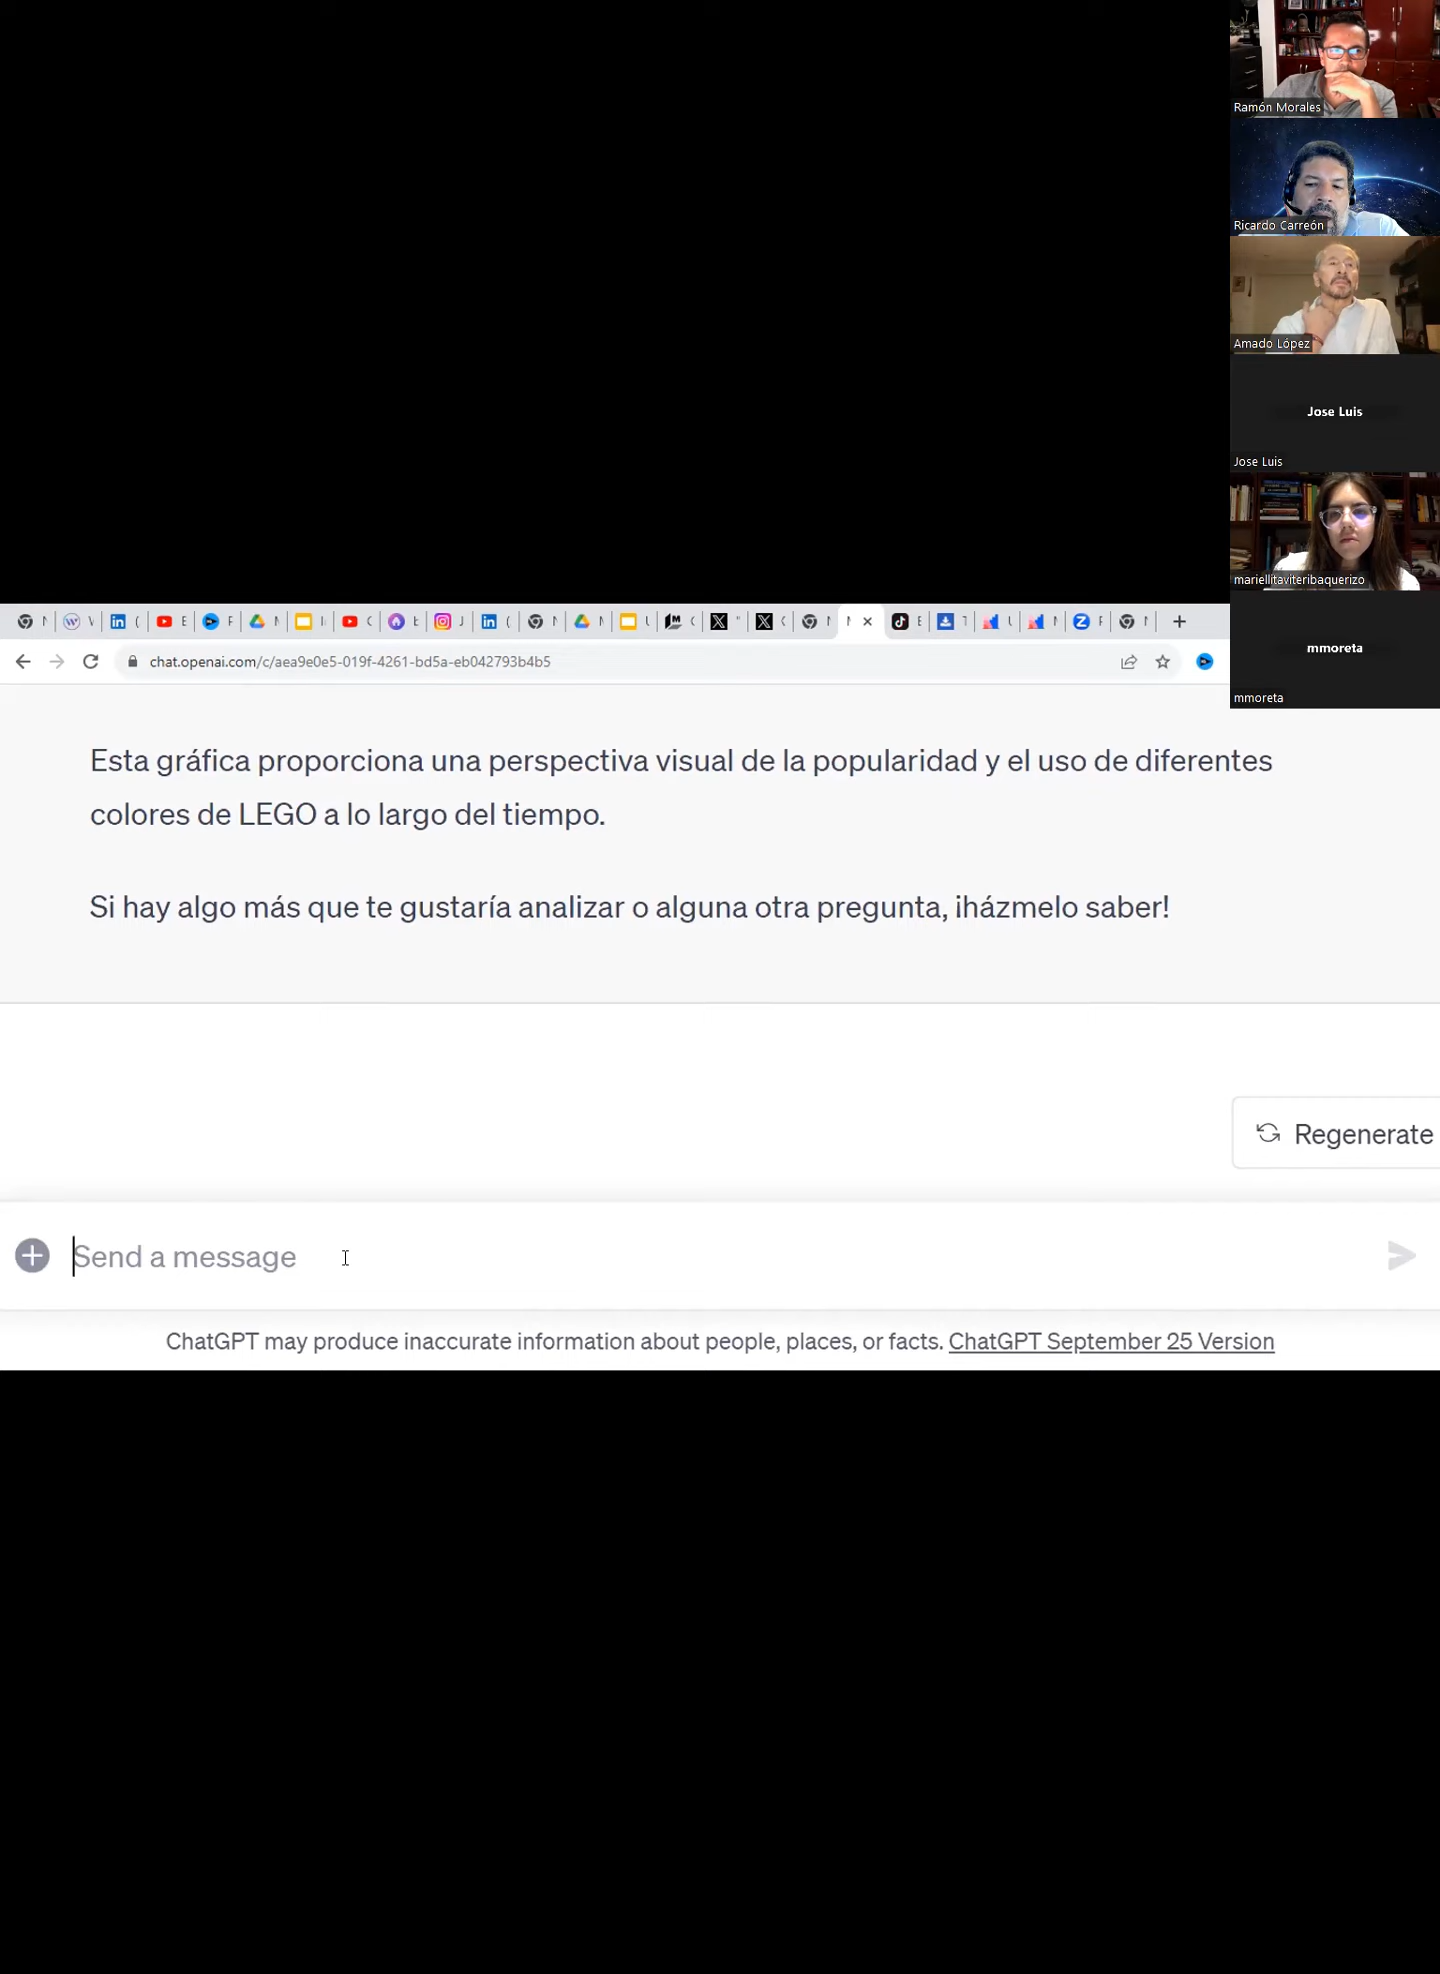 Ramón Morales
Ricardo Carreón
Amado López
Jose Luis
Jose Luis
mariellitaviteribaquerizo
mmoreta
mmoreta
chat.openai.com/c/aea9e0e5-019f-4261-bd5a-eb042793b4b5
Esta gráfica proporciona una perspectiva visual de la popularidad y el uso de diferentes
colores de LEGO a lo largo del tiempo.
Si hay algo más que te gustaría analizar o alguna otra pregunta, ¡házmelo saber!
Regenerate
Send a message
ChatGPT may produce inaccurate information about people, places, or facts. ChatGPT September 25 Version